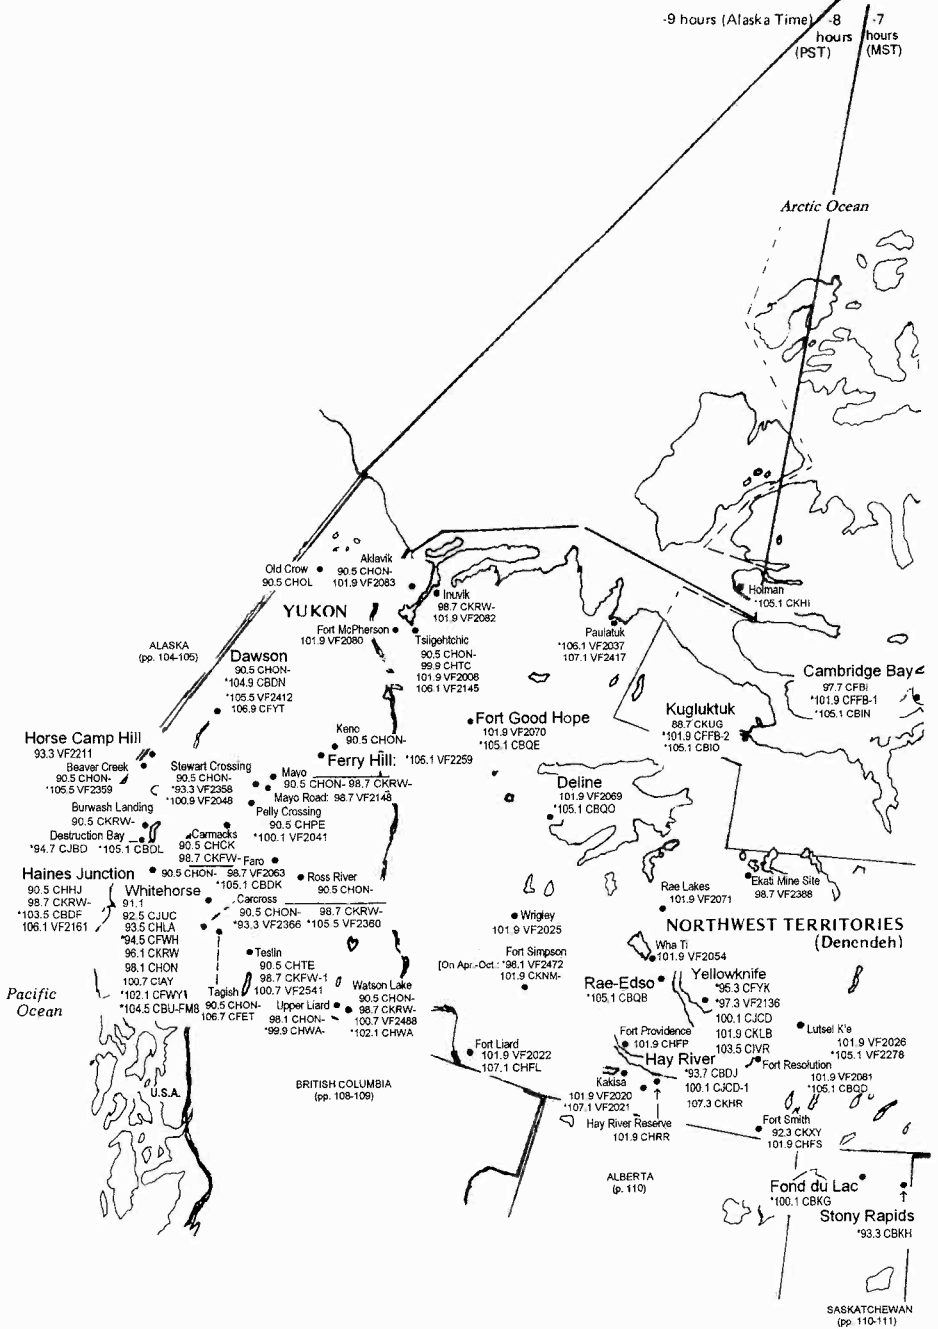 -9 hours (Alaska Time)
-8
hours
(PST)
-7
hours
(MST)
Arctic Ocean
Old Crow
90.5 CHOL
Aklavik
90.5 CHON-
101.9 VF2083
Inuvik
98.7 CKRW-
101.9 VF2082
Holman
*105.1 CKHI
YUKON
Fort McPherson
101.9 VF2080
Tsiigehtchic
90.5 CHON-
99.9 CHTC
101.9 VF2008
106.1 VF2145
Paulatuk
*106.1 VF2037
107.1 VF2417
ALASKA
(pp. 104-105)
Dawson
90.5 CHON-
*104.9 CBDN
*105.5 VF2412
106.9 CFYT
Cambridge Bay
97.7 CFBI
*101.9 CFFB-1
*105.1 CBIN
Kugluktuk
88.7 CKUG
*101.9 CFFB-2
*105.1 CBIO
Fort Good Hope
101.9 VF2070
*105.1 CBQE
Horse Camp Hill
93.3 VF2211
Keno
90.5 CHON-
Ferry Hill: *106.1 VF2259
Beaver Creek
90.5 CHON-
*105.5 VF2359
Stewart Crossing
90.5 CHON-
*93.3 VF2358
*100.9 VF2048
Mayo
90.5 CHON- 98.7 CKRW-
Mayo Road: 98.7 VF2148
Deline
101.9 VF2069
*105.1 CBQO
Burwash Landing
90.5 CKRW-
Pelly Crossing
90.5 CHPE
*100.1 VF2041
Destruction Bay
*94.7 CJBD *105.1 CBDL
Carmacks
90.5 CHCK
98.7 CKFW-
Faro
90.5 CHON- 98.7 VF2063
*105.1 CBDK
Haines Junction
90.5 CHHJ
98.7 CKRW-
*103.5 CBDF
106.1 VF2161
Ross River
90.5 CHON-
Rae Lakes
101.9 VF2071
Ekati Mine Site
98.7 VF2388
Whitehorse
91.1
92.5 CJUC
93.5 CHLA
*94.5 CFWH
96.1 CKRW
98.1 CHON
100.7 CIAY
*102.1 CFWY
*104.5 CBU-FM8
Carcross
90.5 CHON- 98.7 CKRW-
*93.3 VF2366 *105.5 VF2360
Wrigley
101.9 VF2025
NORTHWEST TERRITORIES
(Denendeh)
Teslin
90.5 CHTE
98.7 CKFW-1
100.7 VF2541
Fort Simpson
[On Apr.-Oct.: *98.1 VF2472
101.9 CKNM-
Wha Ti
101.9 VF2054
Rae-Edso
*105.1 CBQB
Yellowknife
*95.3 CFYK
*97.3 VF2136
100.1 CJCD
101.9 CKLB
103.5 CIVR
Pacific
Ocean
Tagish
90.5 CHON-
106.7 CFET
Upper Liard
98.1 CHON-
*99.9 CHWA-
Watson Lake
90.5 CHON-
98.7 CKRW-
100.7 VF2488
*102.1 CHWA
Lutsel K'e
101.9 VF2026
*105.1 VF2278
Fort Providence
101.9 CHFP
Fort Liard
101.9 VF2022
107.1 CHFL
Hay River
*93.7 CBDJ
100.1 CJCD-1
107.3 CKHR
Fort Resolution
101.9 VF2081
*105.1 CBQD
U.S.A.
BRITISH COLUMBIA
(pp. 108-109)
Kakisa
101.9 VF2020
*107.1 VF2021
Hay River Reserve
101.9 CHRR
Fort Smith
92.3 CKXY
101.9 CHFS
ALBERTA
(p. 110)
Fond du Lac
*100.1 CBKG
Stony Rapids
*93.3 CBKH
SASKATCHEWAN
(pp. 110-111)